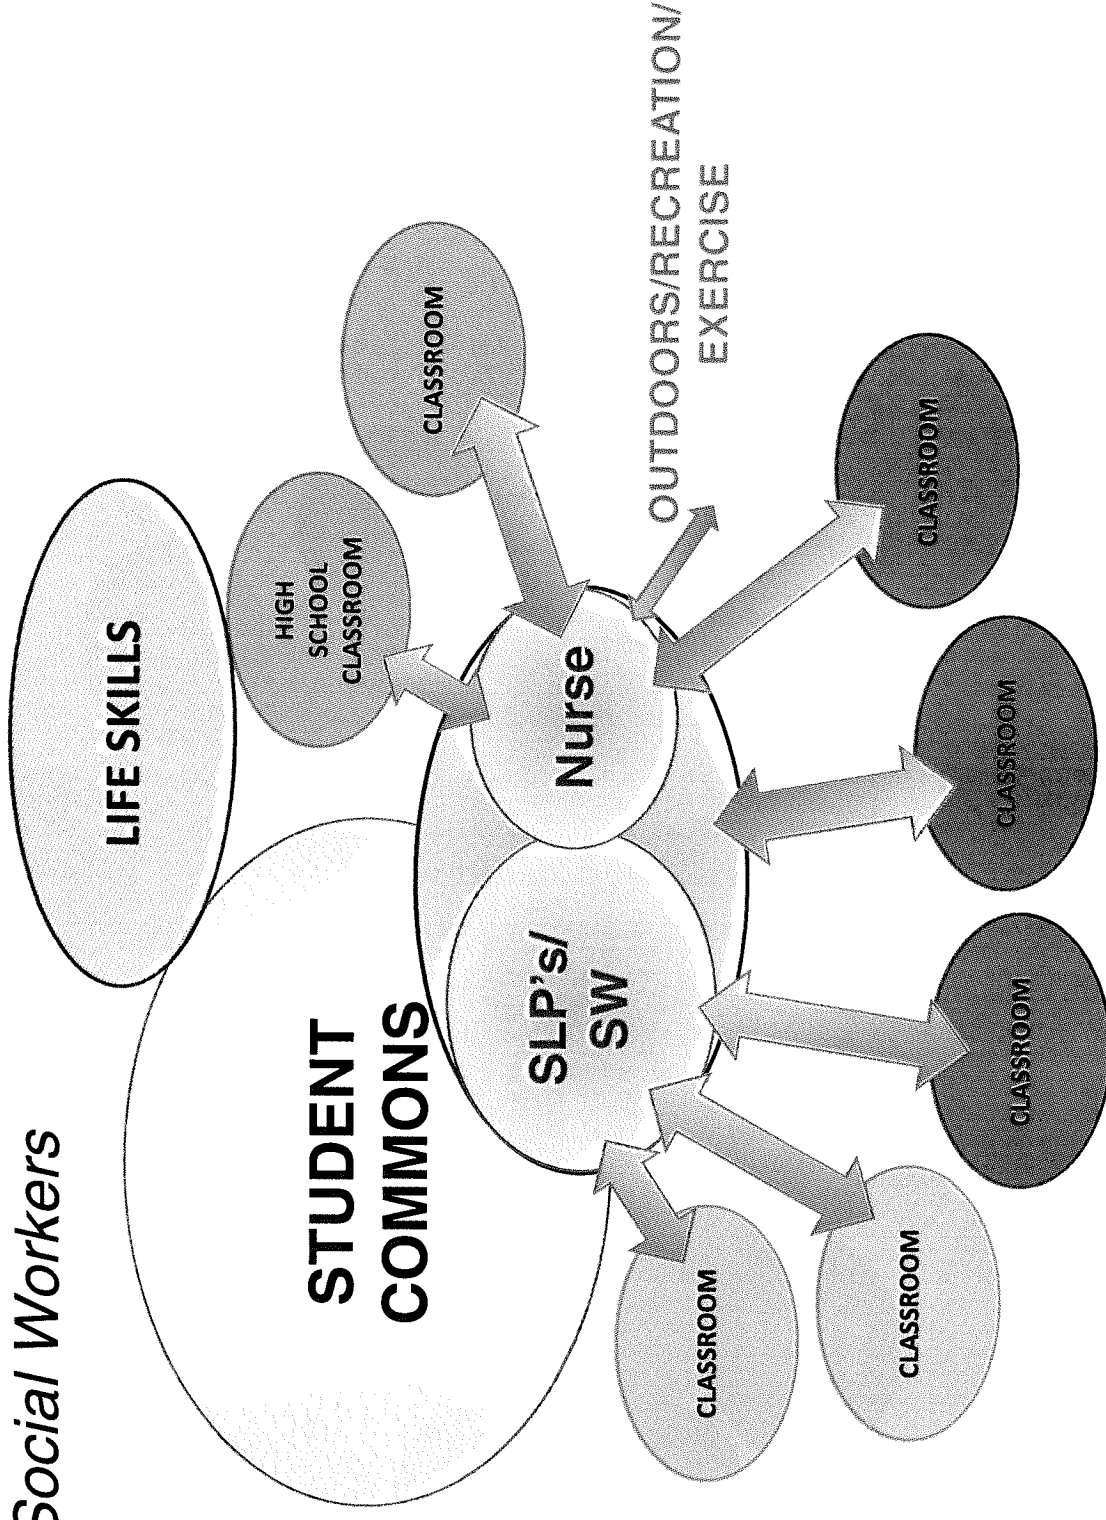 Social Workers
LIFE SKILLS
STUDENT
COMMONS
HIGH
SCHOOL
CLASSROOM
CLASSROOM
SLP's/
SW
Nurse
OUTDOORS/RECREATION/
EXERCISE
CLASSROOM
CLASSROOM
CLASSROOM
CLASSROOM
CLASSROOM